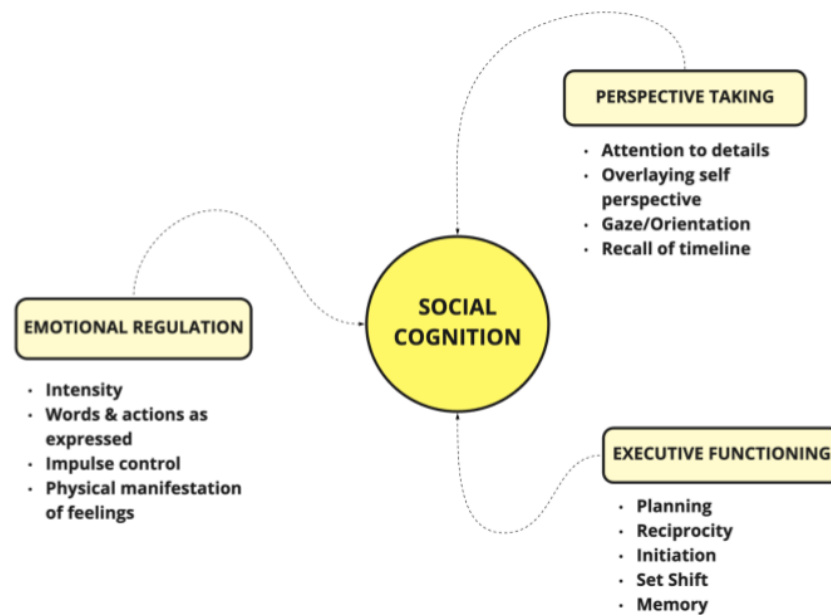 PERSPECTIVE TAKING
· Attention to details
· Overlaying self
perspective
· Gaze/Orientation
· Recall of timeline
SOCIAL
COGNITION
EMOTIONAL REGULATION
· Intensity
· Words & actions as
expressed
· Impulse control
· Physical manifestation
of feelings
EXECUTIVE FUNCTIONING
· Planning
· Reciprocity
· Initiation
· Set Shift
· Memory